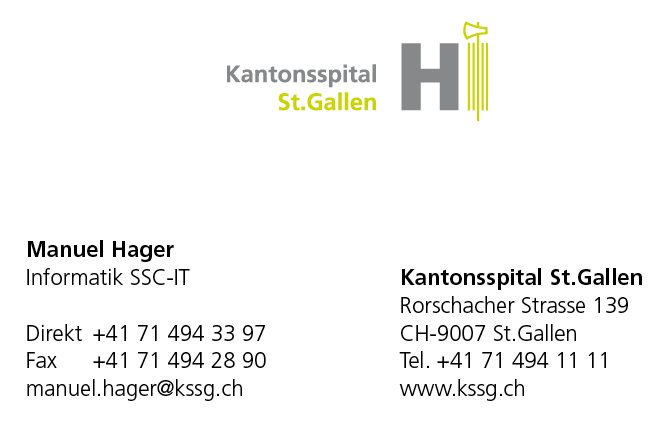 Kantonsspital
St.Gallen
H
Manuel Hager
Informatik SSC-IT
Direkt +41 71 494 33 97
Fax +41 71 494 28 90
manuel.hager@kssg.ch
Kantonsspital St.Gallen
Rorschacher Strasse 139
CH-9007 St.Gallen
Tel. +41 71 494 11 11
www.kssg.ch